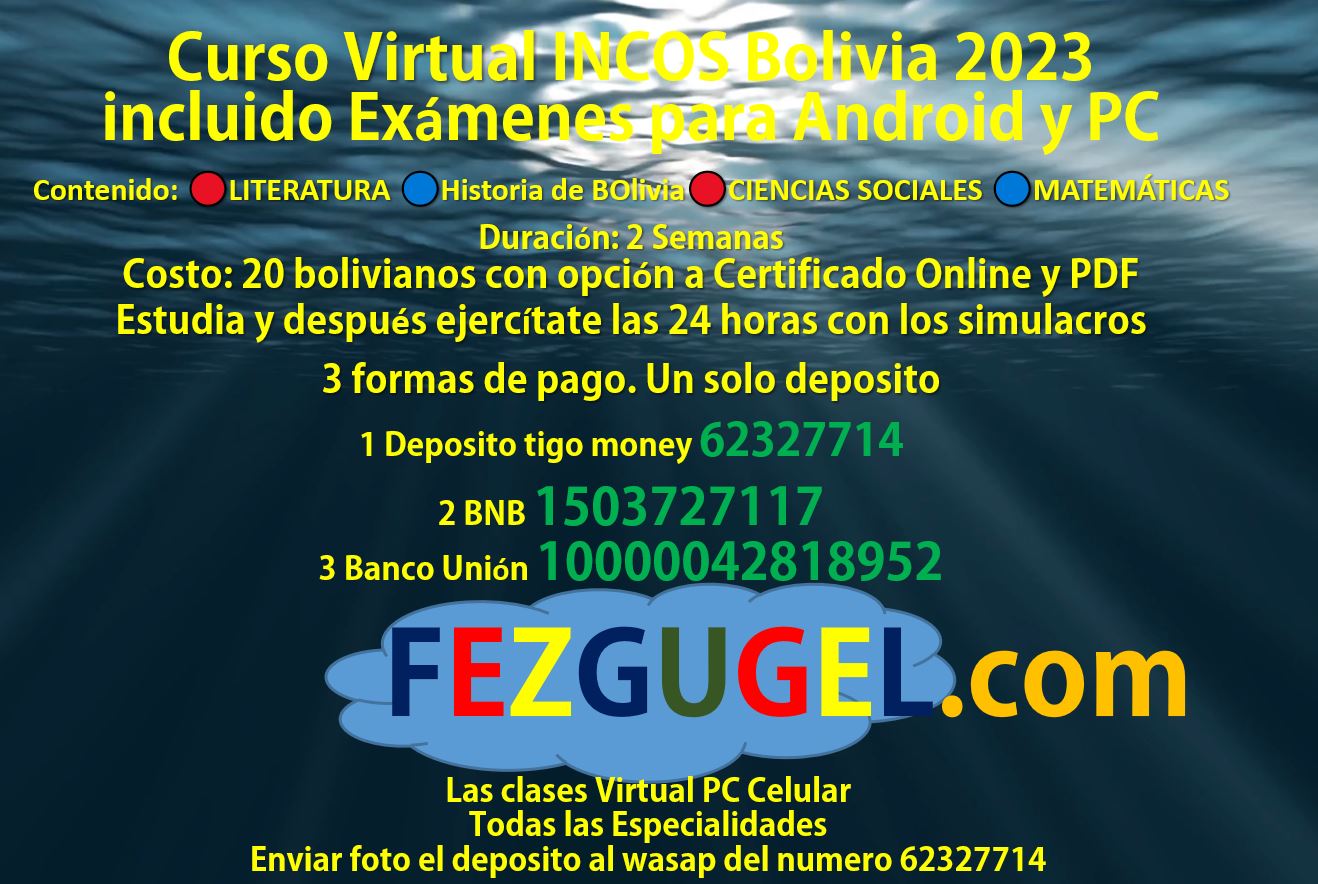 Curso Virtual INCOS Bolivia 2023
incluido Exámenes para Android y PC
Contenido: LITERATURA Historia de BOlivia CIENCIAS SOCIALES MATEMÁTICAS
Duración: 2 Semanas
Costo: 20 bolivianos con opción a Certificado Online y PDF
Estudia y después ejercítate las 24 horas con los simulacros
3 formas de pago. Un solo deposito
1 Deposito tigo money 62327714
2 BNB 1503727117
3 Banco Unión 10000042818952
FEZGUGEL.com
Las clases Virtual PC Celular
Todas las Especialidades
Enviar foto el deposito al wasap del numero 62327714